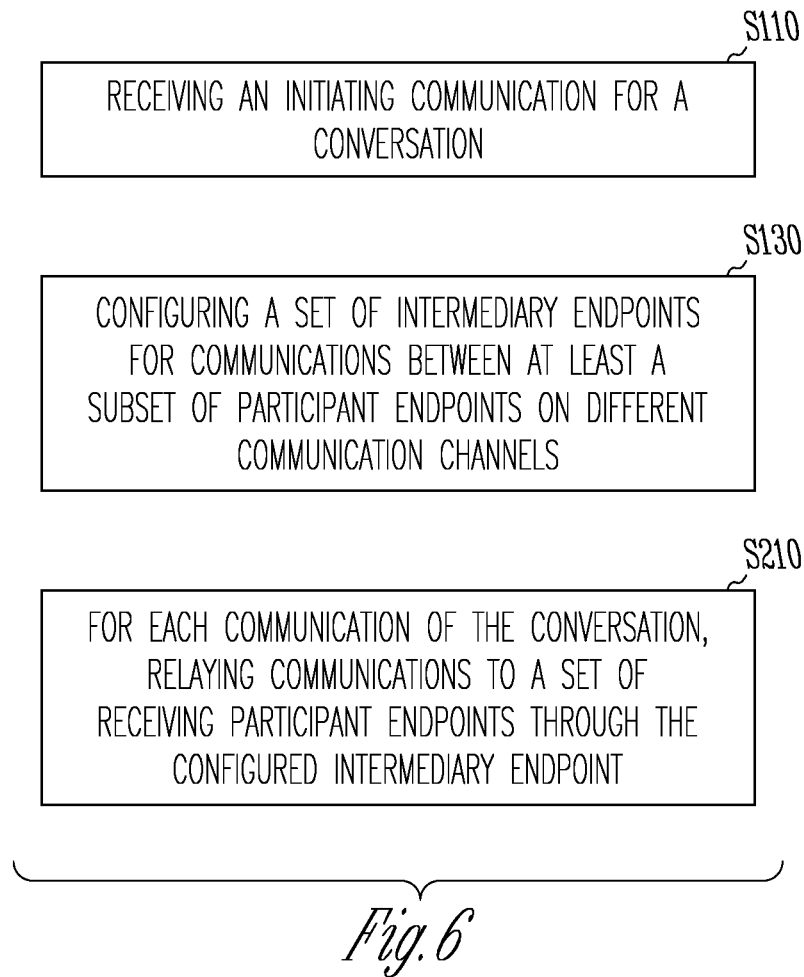 S110
RECEIVING AN INITIATING COMMUNICATION FOR A
CONVERSATION
S130
CONFIGURING A SET OF INTERMEDIARY ENDPOINTS
FOR COMMUNICATIONS BETWEEN AT LEAST A
SUBSET OF PARTICIPANT ENDPOINTS ON DIFFERENT
COMMUNICATION CHANNELS
S210
FOR EACH COMMUNICATION OF THE CONVERSATION,
RELAYING COMMUNICATIONS TO A SET OF
RECEIVING PARTICIPANT ENDPOINTS THROUGH THE
CONFIGURED INTERMEDIARY ENDPOINT
Fig. 6